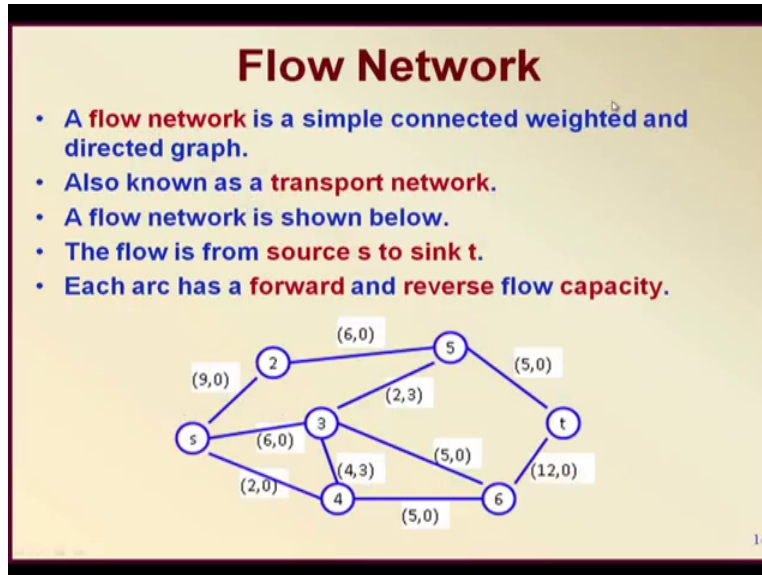 Flow Network
• A flow network is a simple connected weighted and
directed graph.
• Also known as a transport network.
• A flow network is shown below.
• The flow is from source s to sink t.
• Each arc has a forward and reverse flow capacity.
(6,0)
5
2
(9,0)
(5,0)
(2,3)
3
t
s
(6,0)
(5,0)
(4,3)
(12,0)
(2,0)
4
6
(5,0)